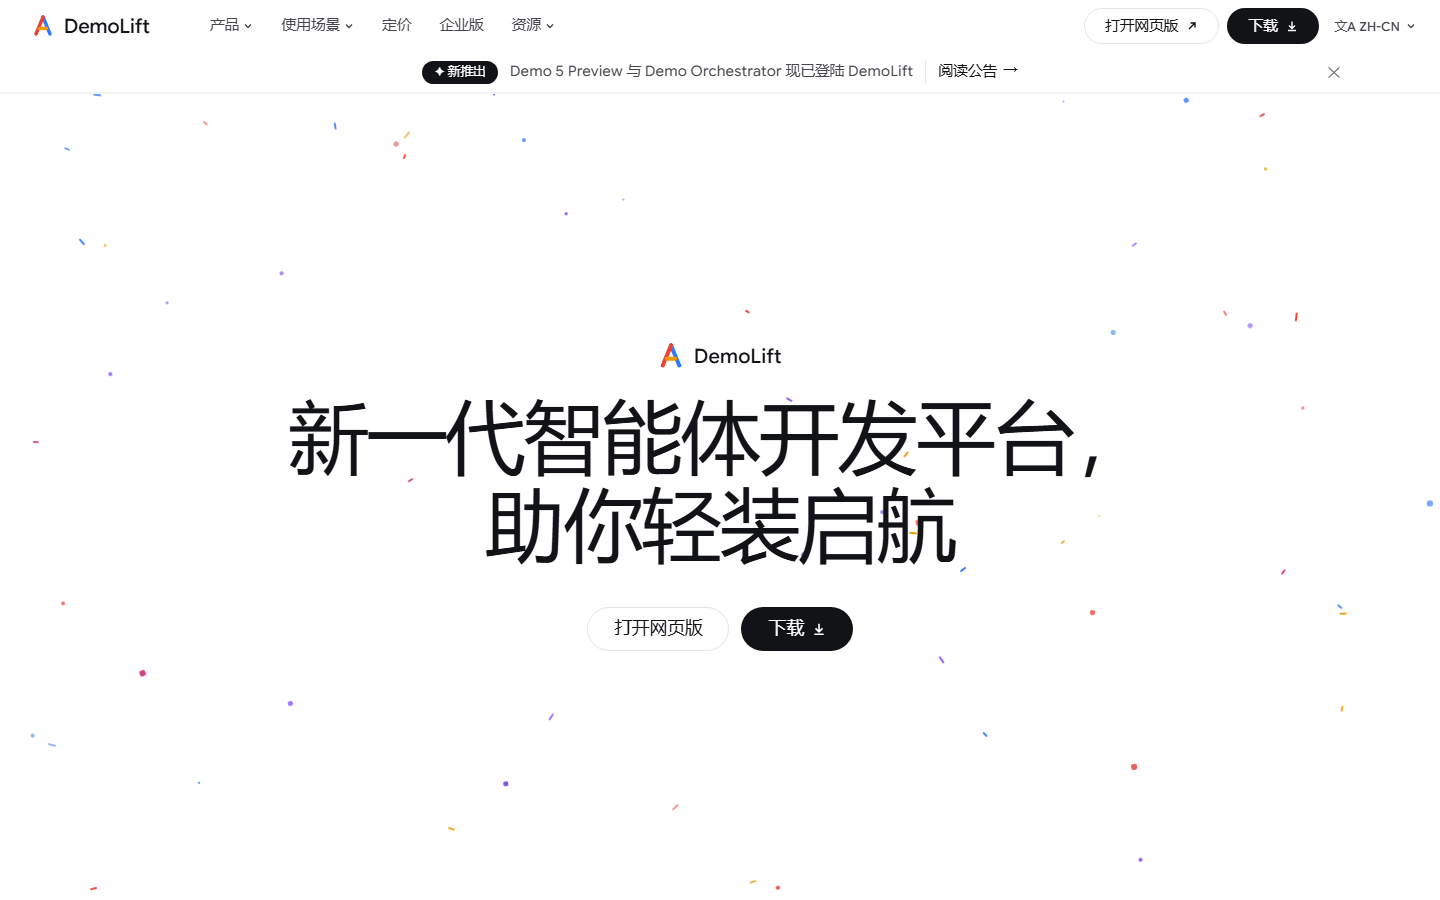 DemoLift 产品 使用场景 定价 企业版 资源 打开网页版 下载 文A ZH-CN
新推出 Demo 5 Preview 与 Demo Orchestrator 现已登陆 DemoLift 阅读公告 →
DemoLift
新一代智能体开发平台，
助你轻装启航
打开网页版 下载